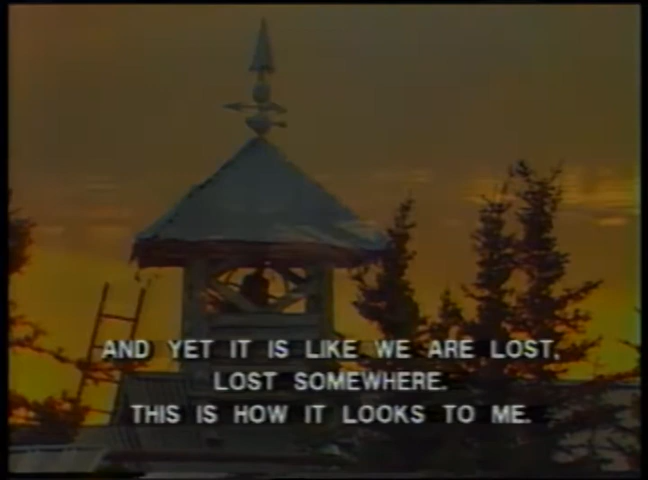 AND YET IT IS LIKE WE ARE LOST,
LOST SOMEWHERE.
THIS IS HOW IT LOOKS TO ME.